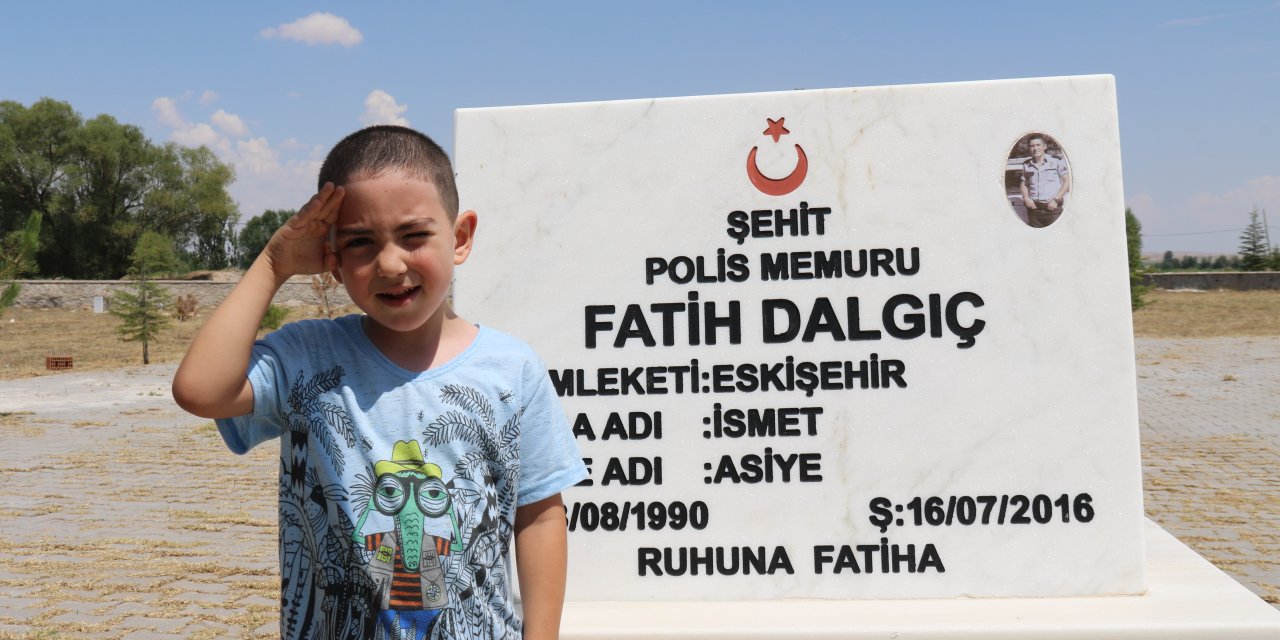 ŞEHİT
POLİS MEMURU
FATİH DALGIÇ
MLEKETİ:ESKİŞEHİR
A ADI :İSMET
E ADI :ASİYE
/08/1990 Ş:16/07/2016
RUHUNA FATİHA